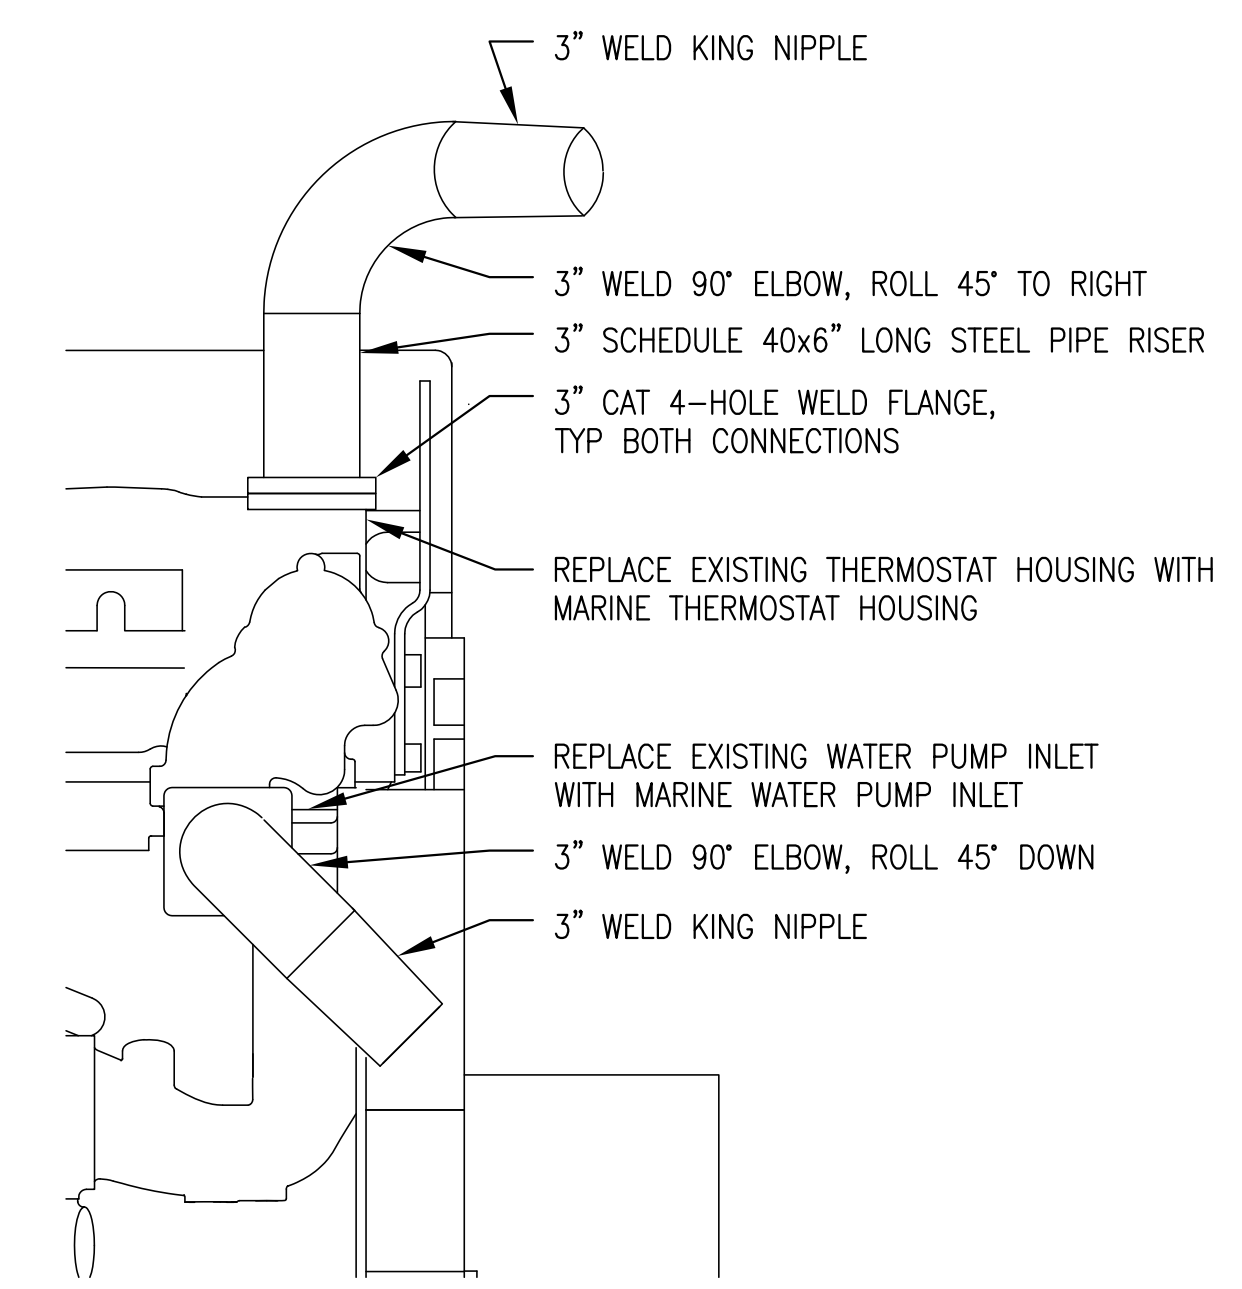 3” WELD KING NIPPLE
3” WELD 90° ELBOW, ROLL 45° TO RIGHT
3” SCHEDULE 40x6” LONG STEEL PIPE RISER
3” CAT 4-HOLE WELD FLANGE,
TYP BOTH CONNECTIONS
REPLACE EXISTING THERMOSTAT HOUSING WITH
MARINE THERMOSTAT HOUSING
REPLACE EXISTING WATER PUMP INLET
WITH MARINE WATER PUMP INLET
3” WELD 90° ELBOW, ROLL 45° DOWN
3” WELD KING NIPPLE